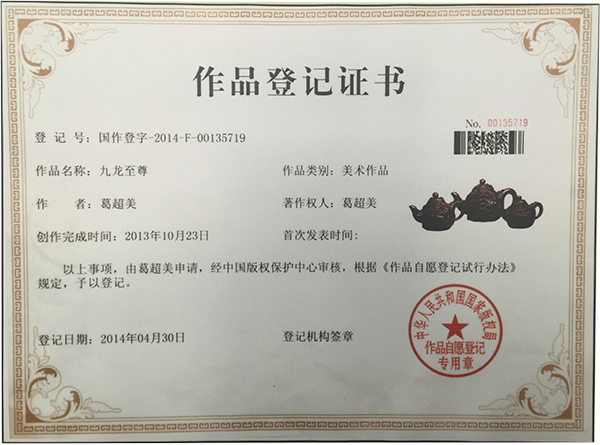 作品登记证书
No. 00135719
登 记 号：国作登字-2014-F-00135719
作品名称：九龙至尊 作品类别：美术作品
作 者：葛超美 著作权人：葛超美
创作完成时间：2013年10月23日 首次发表时间：
以上事项，由葛超美申请，经中国版权保护中心审核，根据《作品自愿登记试行办法》
规定，予以登记。
登记日期：2014年04月30日 登记机构签章
中华人民共和国国家版权局
作品自愿登记
专用章